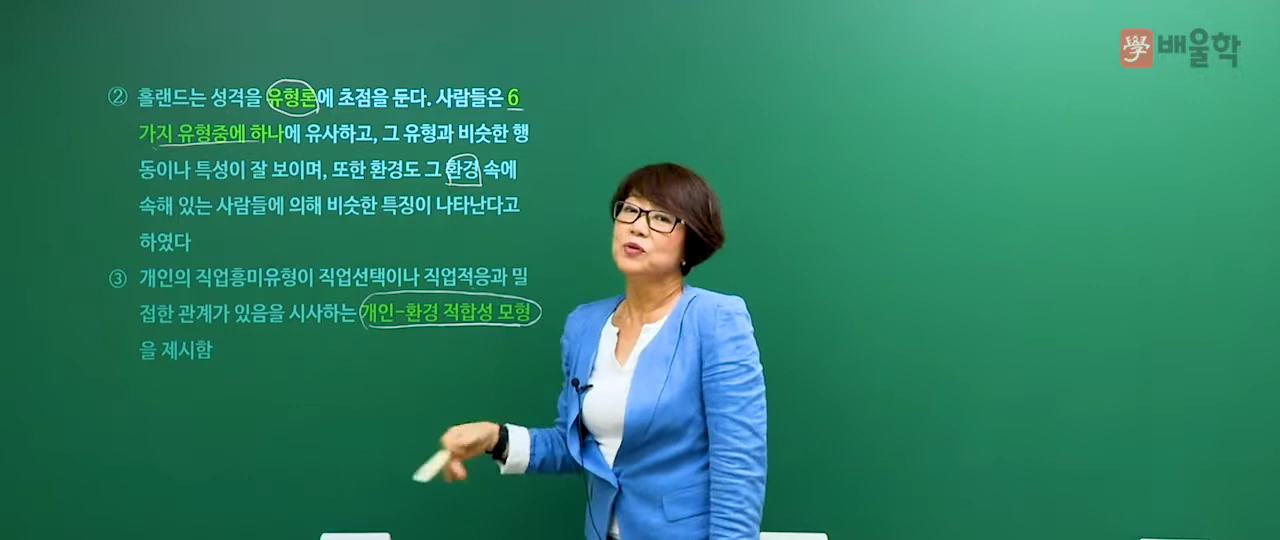 學 배울학
② 홀랜드는 성격을 유형론에 초점을 둔다. 사람들은 6
가지 유형중에 하나에 유사하고, 그 유형과 비슷한 행
동이나 특성이 잘 보이며, 또한 환경도 그 환경 속에
속해 있는 사람들에 의해 비슷한 특징이 나타난다고
하였다
③ 개인의 직업흥미유형이 직업선택이나 직업적응과 밀
접한 관계가 있음을 시사하는 개인-환경 적합성 모형
을 제시함